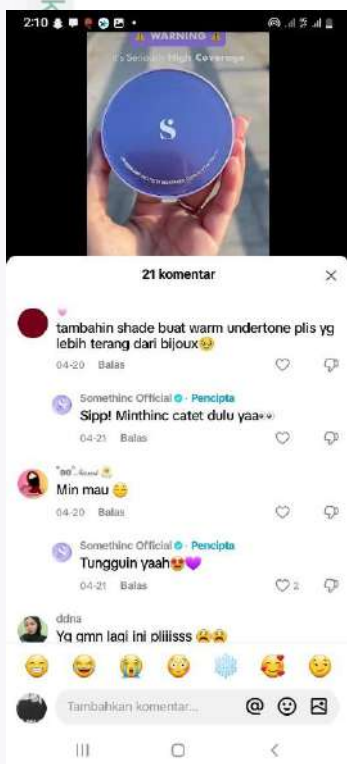 2:10
WARNING
It's Seriously High Coverage
S
21 komentar
tambahin shade buat warm undertone plis yg
lebih terang dari bijoux🥹
04-20 Balas
Somethinc Official · Pencipta
Sipp! Minthinc catet dulu yaa👀
04-21 Balas
Min mau 😋
04-20 Balas
Somethinc Official · Pencipta
Tungguin yaah😍💜
04-21 Balas
2
ddna
Yg gmn lagi ini pliiisss 😩😩
Tambahkan komentar...